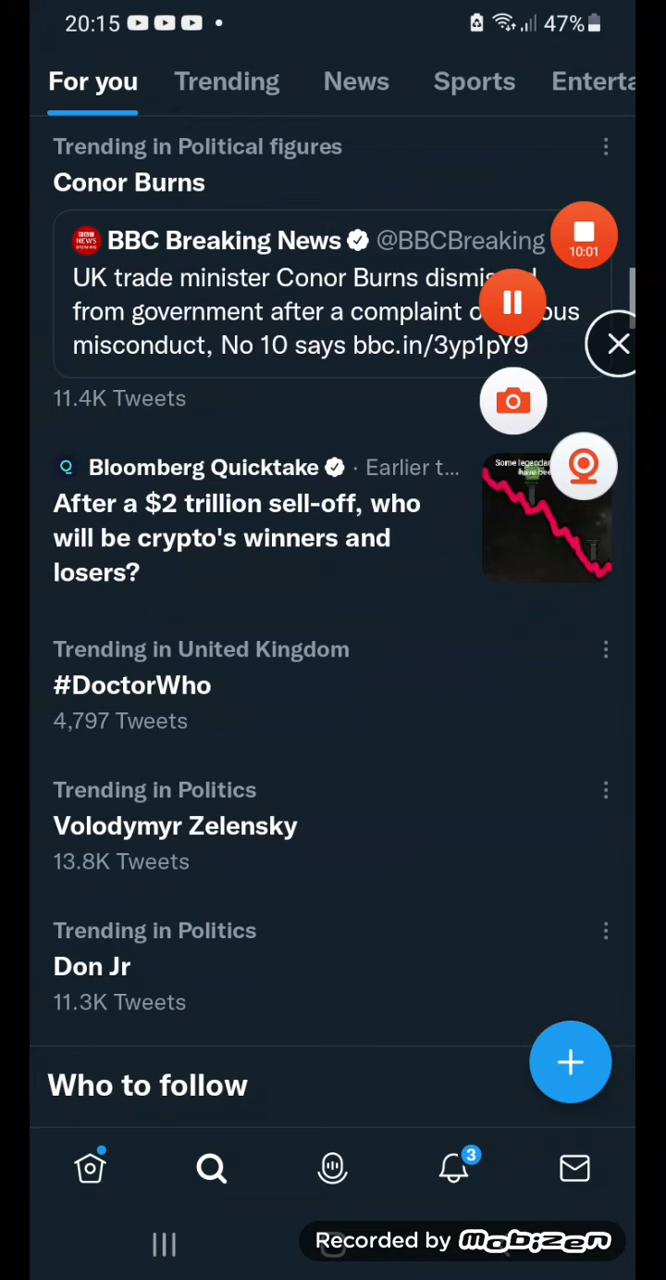 20:15
47%
For you Trending News Sports Enterta
Trending in Political figures
Conor Burns
BBC Breaking News @BBCBreaking
10:01
UK trade minister Conor Burns
from government after a complaint
misconduct, No 10 says bbc.in/3yp1pY9
11.4K Tweets
Bloomberg Quicktake · Earlier t...
After a $2 trillion sell-off, who
will be crypto's winners and
losers?
Some
have
Trending in United Kingdom
#DoctorWho
4,797 Tweets
Trending in Politics
Volodymyr Zelensky
13.8K Tweets
Trending in Politics
Don Jr
11.3K Tweets
Who to follow
3
Recorded by mobizen